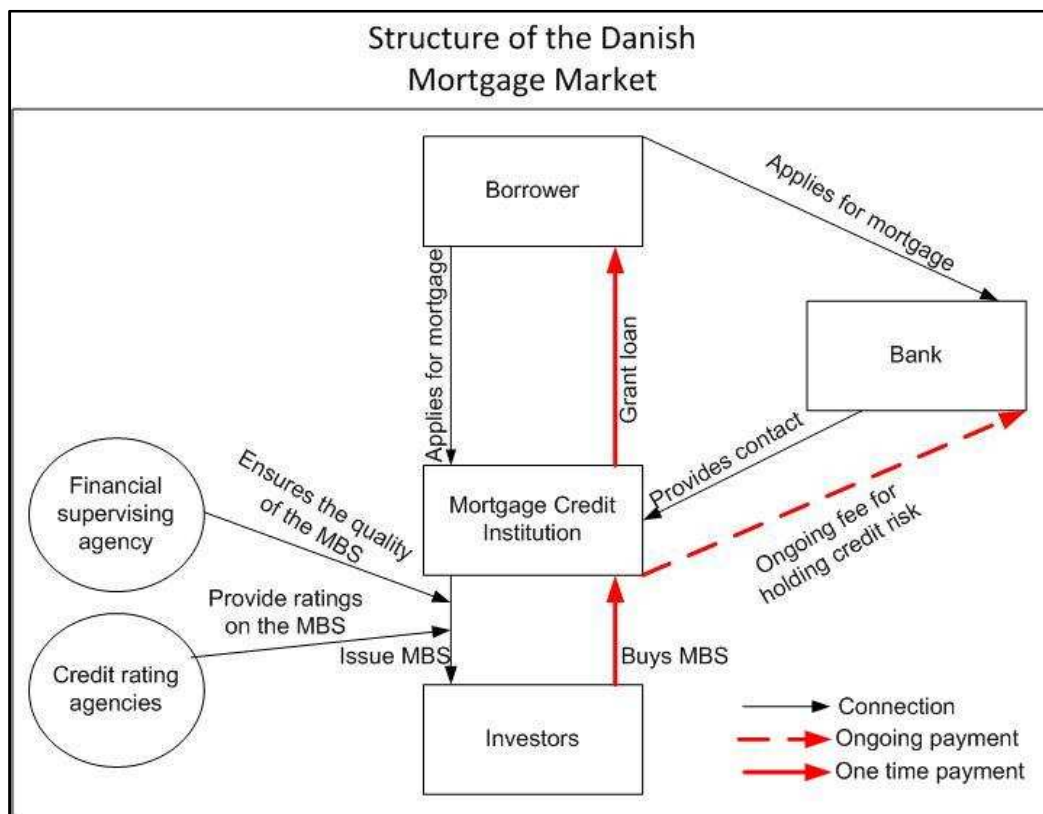 Structure of the Danish
Mortgage Market
Borrower
Applies for mortgage
Bank
Applies for mortgage
Grant loan
Provides contact
Ongoing fee for
holding credit risk
Mortgage Credit
Institution
Financial
supervising
agency
Ensures the quality
of the MBS
Provide ratings
on the MBS
Credit rating
agencies
Issue MBS
Buys MBS
Investors
Connection
Ongoing payment
One time payment